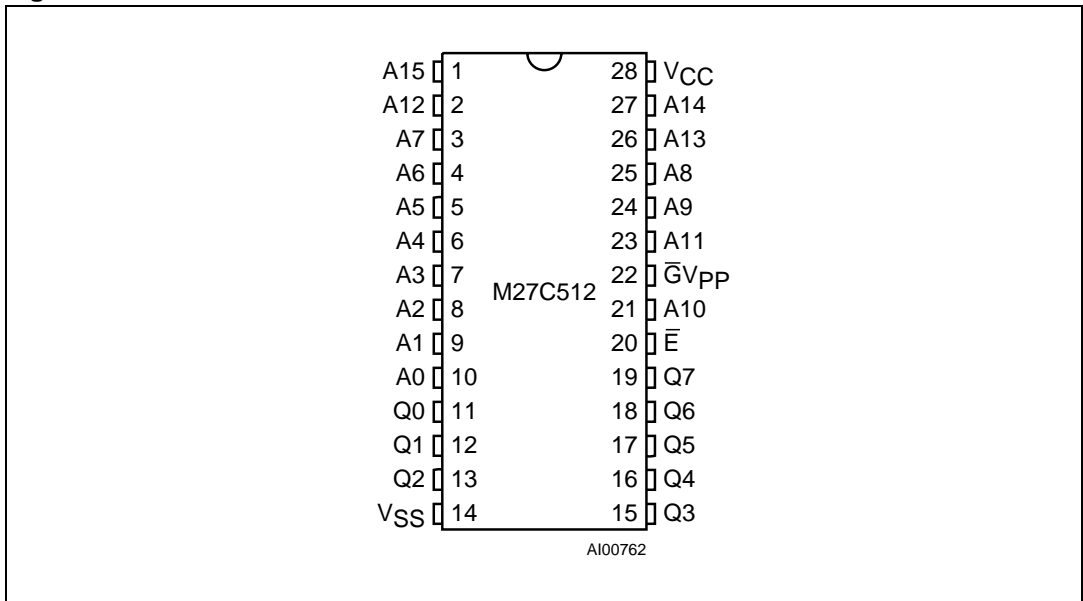 A15 1 28 VCC
A12 2 27 A14
A7 3 26 A13
A6 4 25 A8
A5 5 24 A9
A4 6 23 A11
A3 7 22 G̅VPP
M27C512
A2 8 21 A10
A1 9 20 E̅
A0 10 19 Q7
Q0 11 18 Q6
Q1 12 17 Q5
Q2 13 16 Q4
VSS 14 15 Q3
AI00762